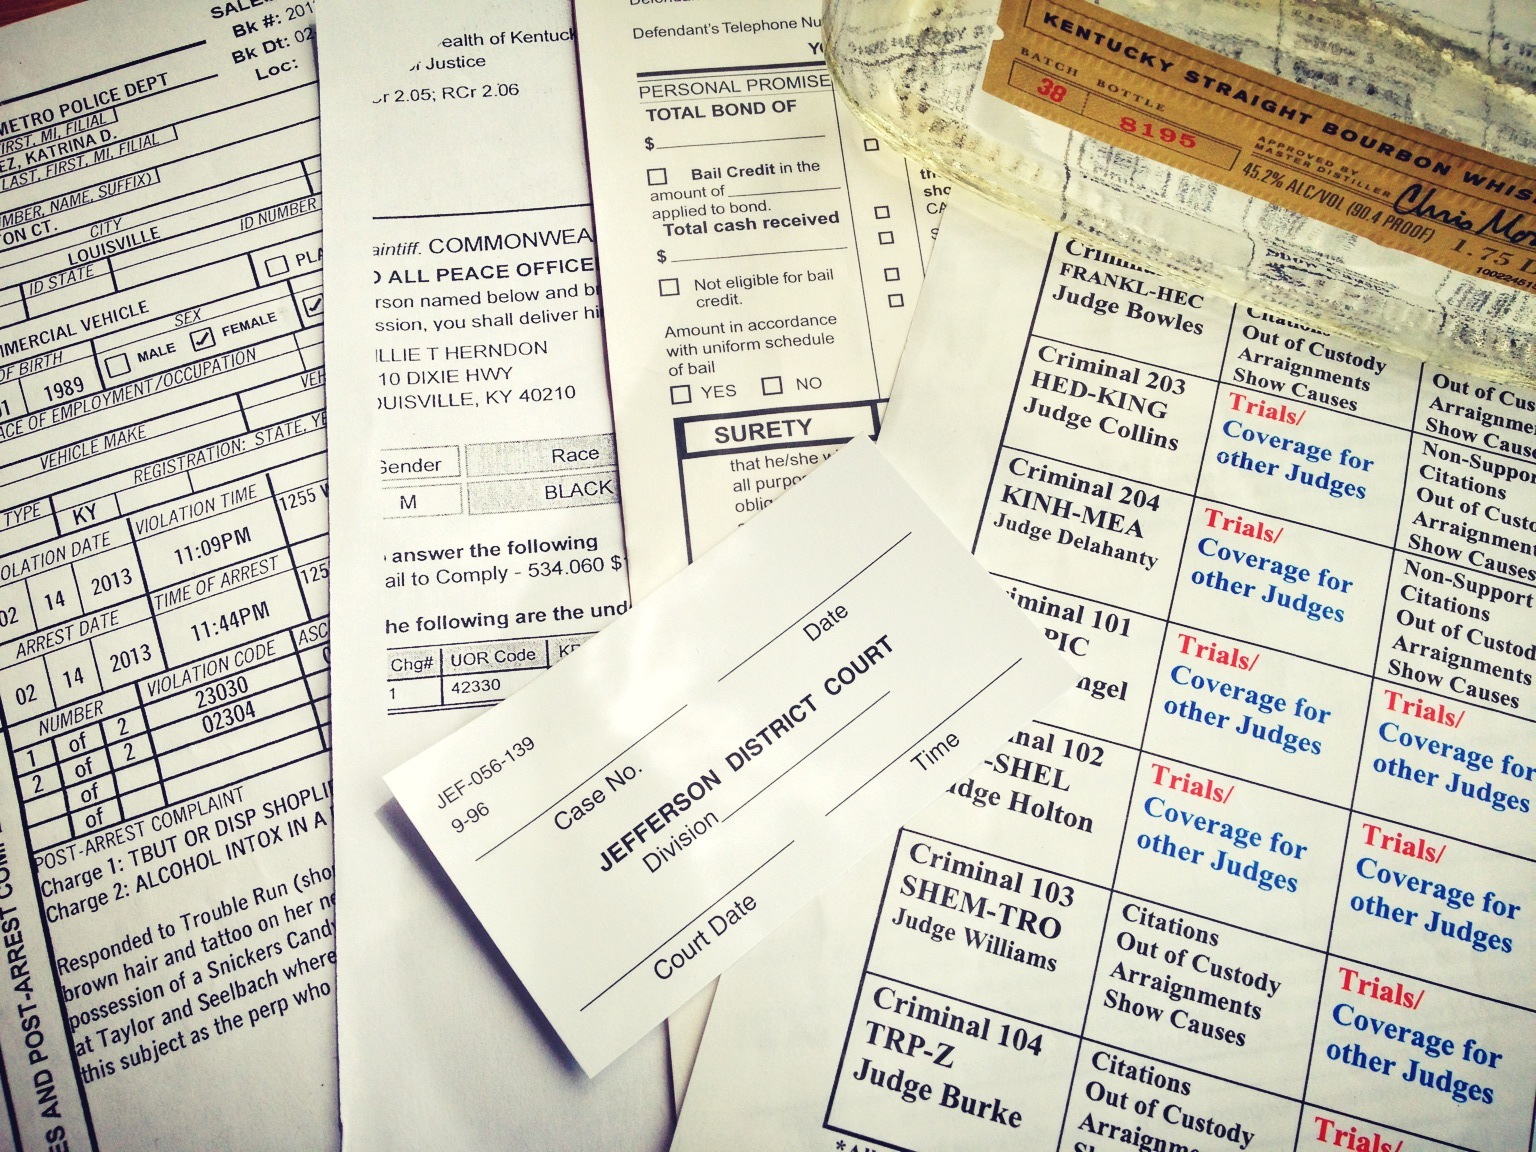 SALE
Bk #: 201
Bk Dt: 02
Loc:
METRO POLICE DEPT
FIRST, MI, FILIAL
EZ, KATRINA D.
LAST, FIRST, MI, FILIAL
MBER, NAME, SUFFIX)
TON CT.
CITY
ID NUMBER
LOUISVILLE
ID STATE
PLA
MMERCIAL VEHICLE
SEX
OF BIRTH
MALE
FEMALE
1989
ACE OF EMPLOYMENT/OCCUPATION
VEH
VEHICLE MAKE
REGISTRATION: STATE, YE
TYPE
KY
VIOLATION TIME
1255 W
OLATION DATE
11:09PM
02 14 2013
TIME OF ARREST
125
ARREST DATE
11:44PM
02 14 2013
VIOLATION CODE
ASC
NUMBER
23030
1 of 2
02304
2 of 2
of
of
POST-ARREST COMPLAINT
Charge 1: TBUT OR DISP SHOPLI
Charge 2: ALCOHOL INTOX IN A
Responded to Trouble Run (sho
brown hair and tattoo on her ne
possession of a Snickers Candy
at Taylor and Seelbach where
this subject as the perp who
ES AND POST-ARREST COMP
ealth of Kentuck
of Justice
Cr 2.05; RCr 2.06
aintiff. COMMONWEA
O ALL PEACE OFFICE
rson named below and br
ssion, you shall deliver hi
ILLIE T HERNDON
10 DIXIE HWY
OUISVILLE, KY 40210
Gender Race
M BLACK
answer the following
ail to Comply - 534.060 $
he following are the und
Chg# UOR Code
1 42330
Defendant's Telephone Nu
YO
PERSONAL PROMISE
TOTAL BOND OF
$
Bail Credit in the
amount of
applied to bond.
Total cash received
$
Not eligible for bail
credit.
Amount in accordance
with uniform schedule
of bail
YES NO
SURETY
that he/she w
all purpo
oblig
th
sho
CA
S
JEF-056-139
9-96
Case No.
Date
JEFFERSON DISTRICT COURT
Division
Time
Court Date
KENTUCKY STRAIGHT BOURBON WHIS
BATCH BOTTLE
38 8195
APPROVED BY
MASTER DISTILLER
Chris Mo
45.2% ALC/VOL (90.4 PROOF)
1.75
Criminal
FRANKL-HEC
Judge Bowles
Citations
Out of Custody
Arraignments
Show Causes
Out of Cus
Arraignme
Show Cause
Criminal 203
HED-KING
Judge Collins
Trials/
Coverage for
other Judges
Non-Suppo
Citations
Out of Custo
Arraignment
Show Causes
Criminal 204
KINH-MEA
Judge Delahanty
Trials/
Coverage for
other Judges
Non-Support
Citations
Out of Custod
Arraignments
Show Causes
iminal 101
PIC
ngel
Trials/
Coverage for
other Judges
Trials/
Coverage fo
other Judges
nal 102
-SHEL
udge Holton
Trials/
Coverage for
other Judges
Trials/
Coverage for
other Judges
Criminal 103
SHEM-TRO
Judge Williams
Citations
Out of Custody
Arraignments
Show Causes
Trials/
Coverage for
other Judges
Criminal 104
TRP-Z
Judge Burke
Citations
Out of Custody
Arraignm
Trials/